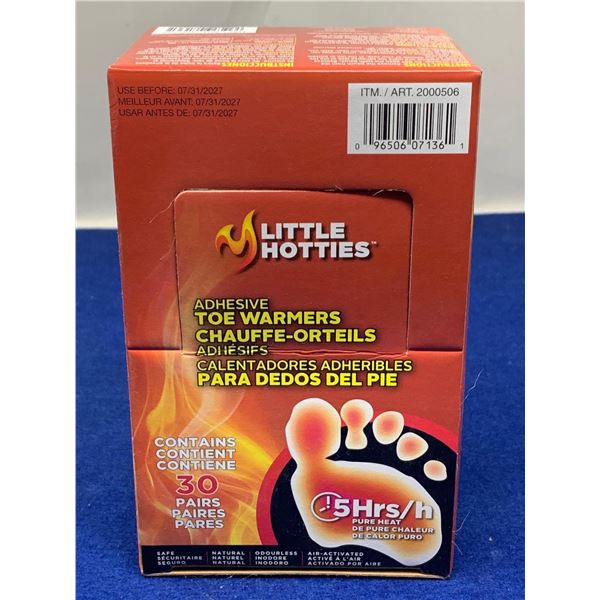 INSTRUCCIONES
USE BEFORE: 07/31/2027
MEILLEUR AVANT: 07/31/2027
USAR ANTES DE: 07/31/2027
ITM. / ART. 2000506
0 96506 07136 1
LITTLE
HOTTIES™
ADHESIVE
TOE WARMERS
CHAUFFE-ORTEILS
ADHÉSIFS
CALENTADORES ADHERIBLES
PARA DEDOS DEL PIE
CONTAINS
CONTIENT
CONTIENE
30
PAIRS
PAIRES
PARES
5Hrs/h
PURE HEAT
DE PURE CHALEUR
DE CALOR PURO
SAFE
SÉCURITAIRE
SEGURO
NATURAL
NATUREL
NATURAL
ODOURLESS
INODORE
INODORO
AIR-ACTIVATED
ACTIVÉ À L'AIR
ACTIVADO POR AIRE